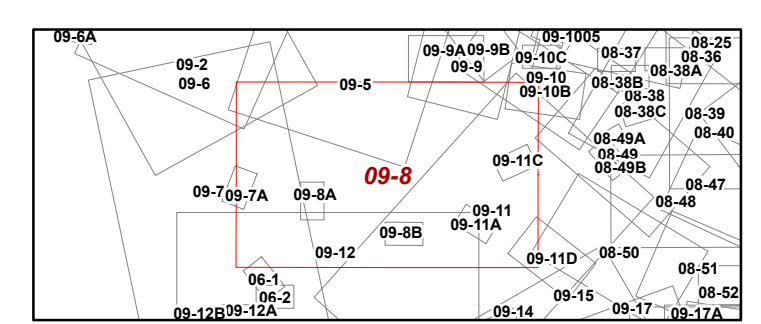 09-6A
09-1005
09-9A 09-9B
08-25
09-10C
08-37
08-36
09-2
09-9
08-38A
09-6
09-5
09-10
08-38B
09-10B
08-38
08-38C
08-39
08-40
08-49A
09-11C
08-49
08-49B
09-8
09-7
09-7A
09-8A
08-47
08-48
09-11
09-11A
09-8B
09-12
08-50
09-11D
08-51
06-1
06-2
09-15
08-52
09-12B
09-12A
09-14
09-17
09-17A